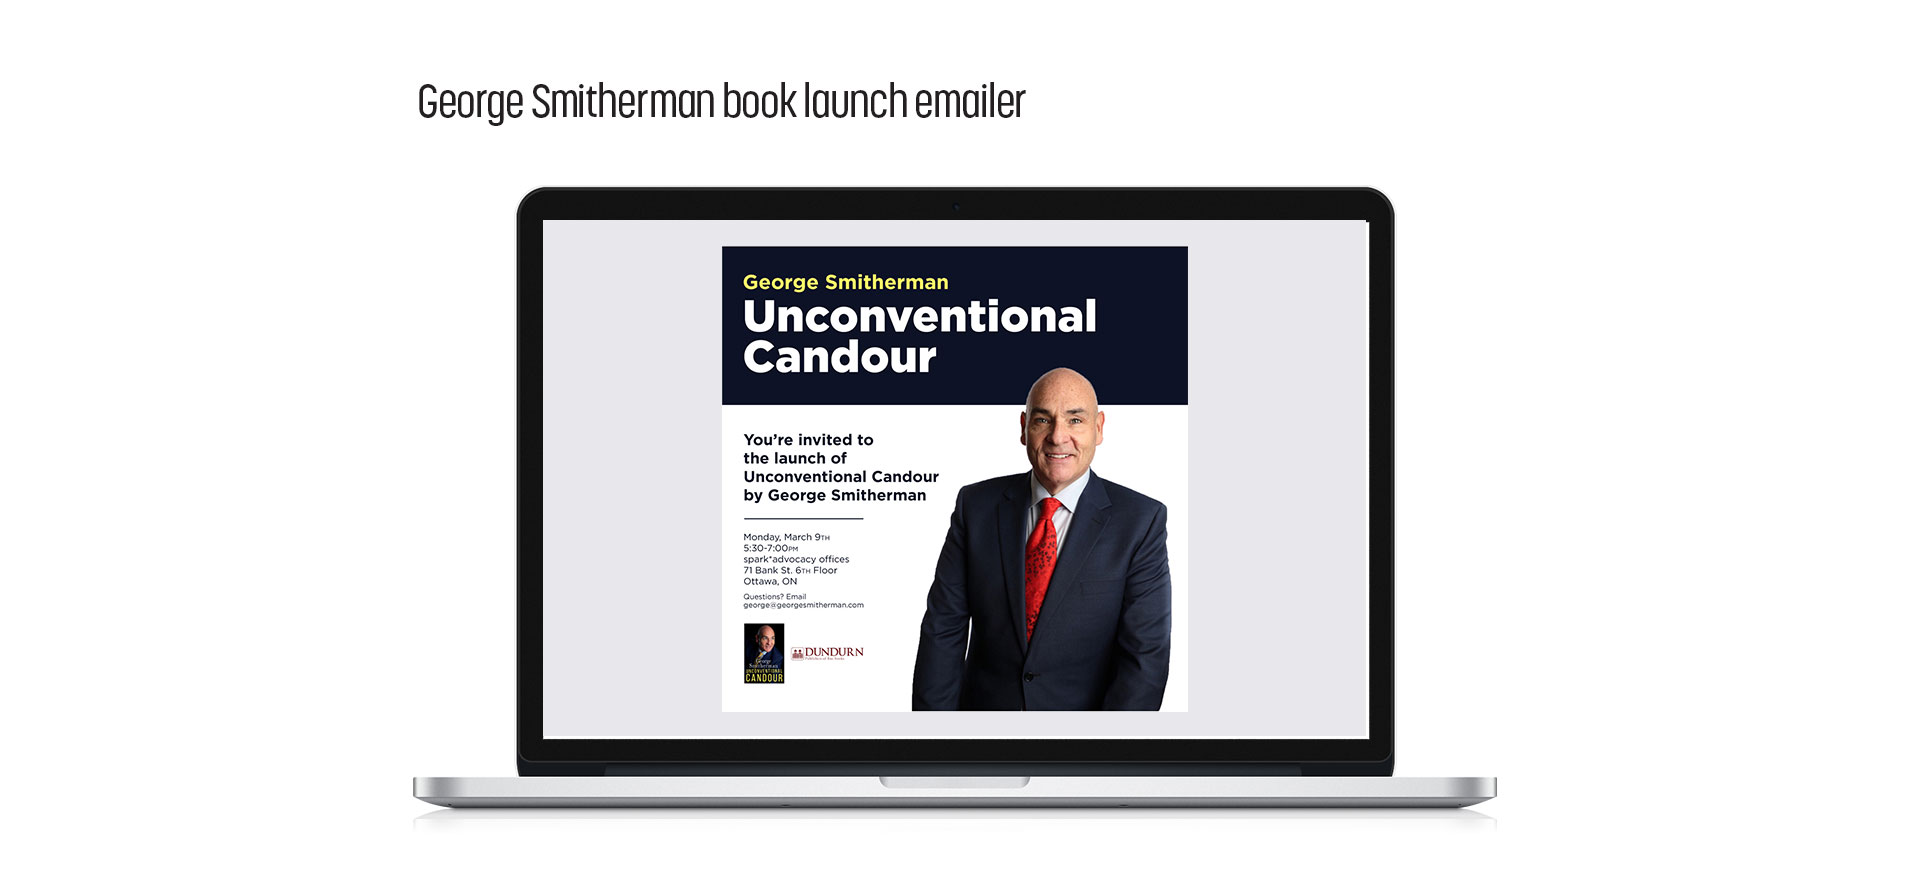 George Smitherman book launch emailer
George Smitherman
Unconventional
Candour
You're invited to
the launch of
Unconventional Candour
by George Smitherman
Monday, March 9TH
5:30-7:00PM
spark*advocacy offices
71 Bank St. 6TH Floor
Ottawa, ON
Questions? Email
george@georgesmitherman.com
George
Smitherman
UNCONVENTIONAL
CANDOUR
DUNDURN